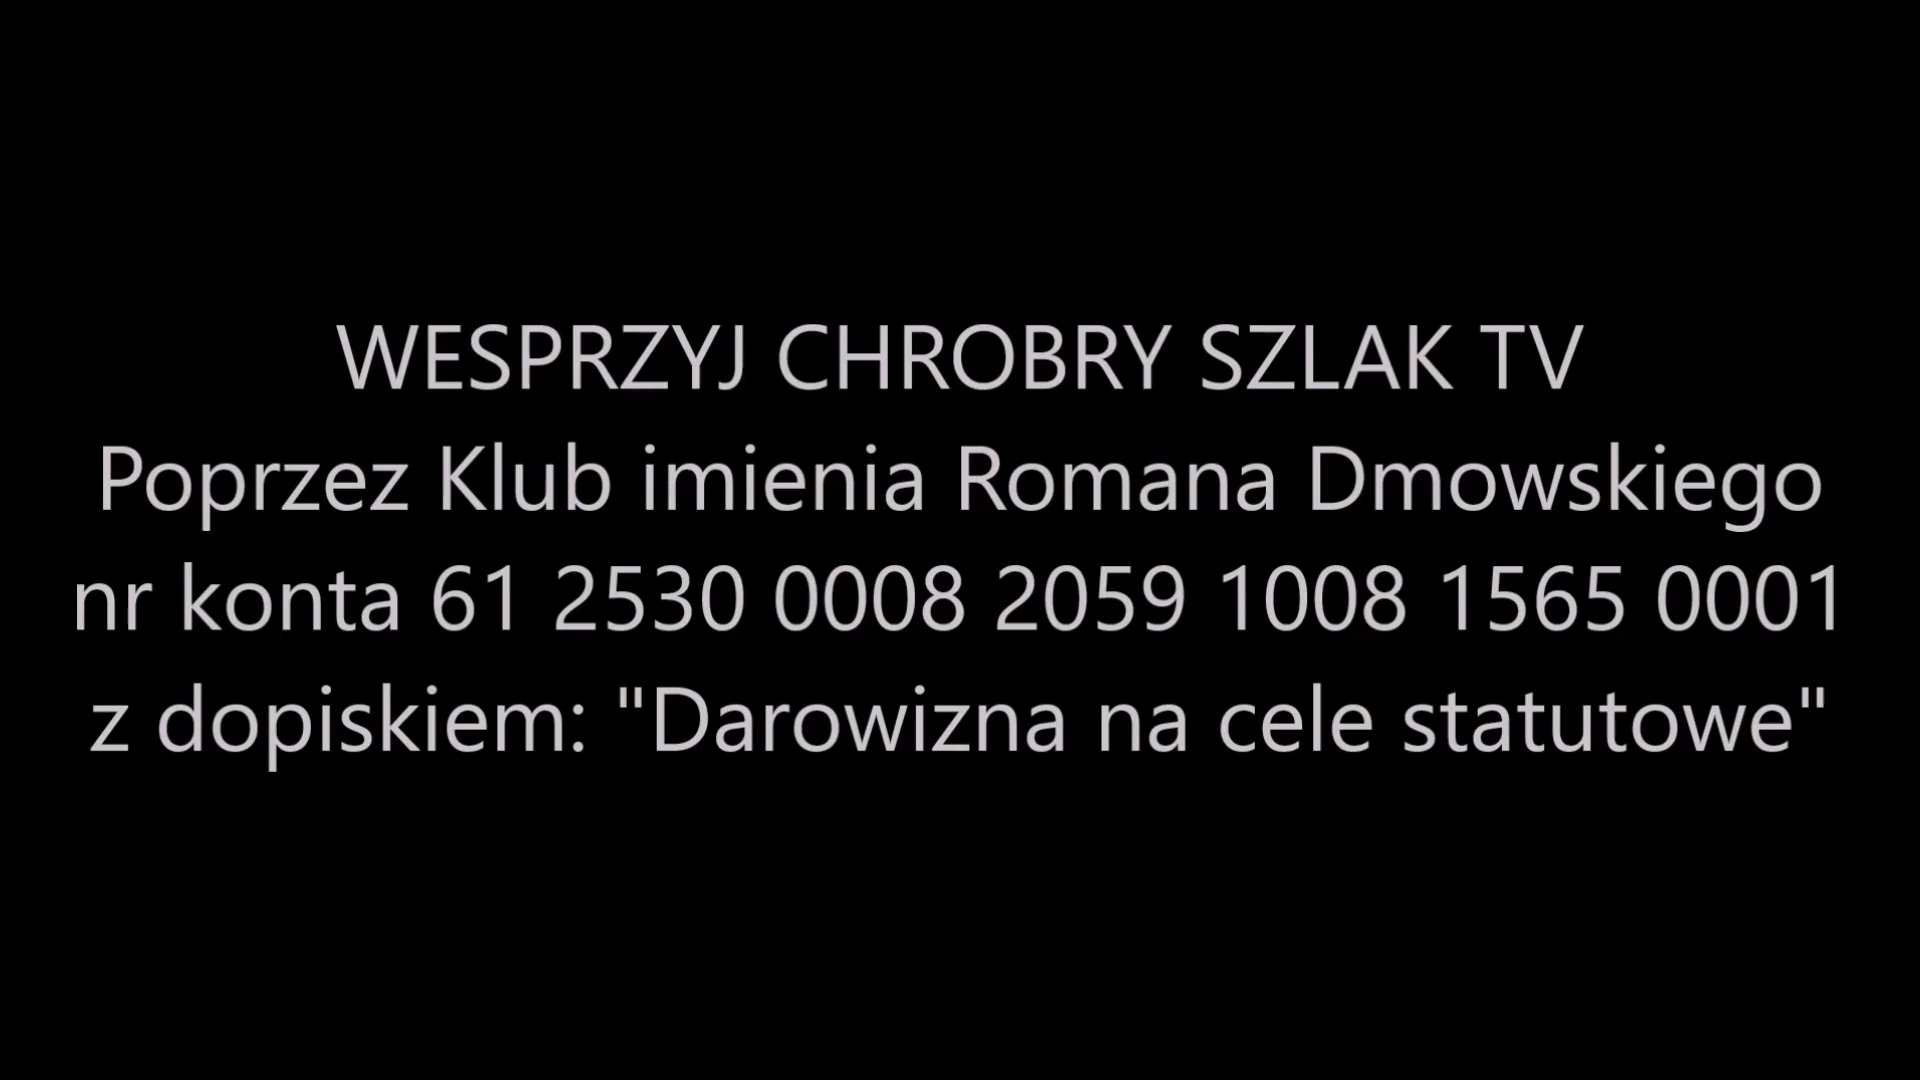 WESPRZYJ CHROBRY SZLAK TV
Poprzez Klub imienia Romana Dmowskiego
nr konta 61 2530 0008 2059 1008 1565 0001
z dopiskiem: "Darowizna na cele statutowe"